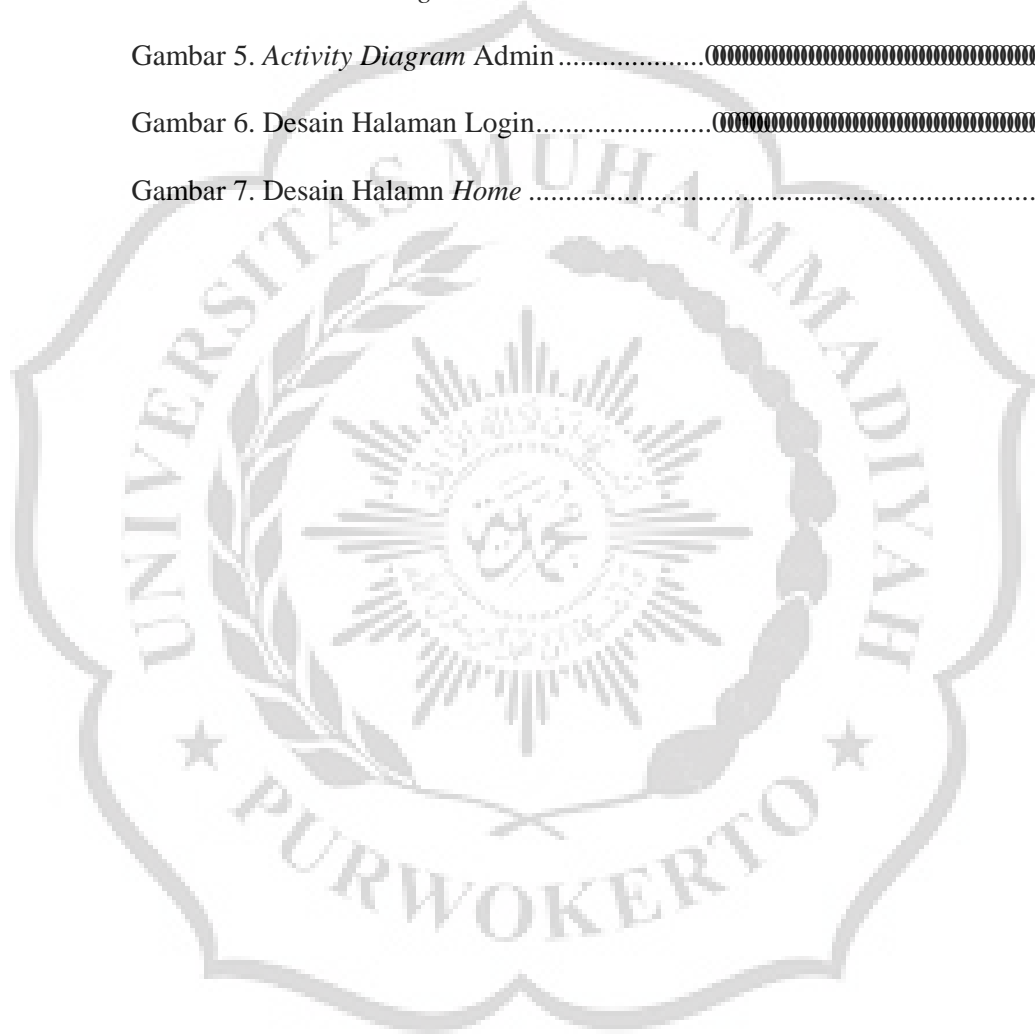 Gambar 5. Activity Diagram Admin
Gambar 6. Desain Halaman Login
Gambar 7. Desain Halamn Home
UNIVERSITAS MUHAMMADIYAH
PURWOKERTO